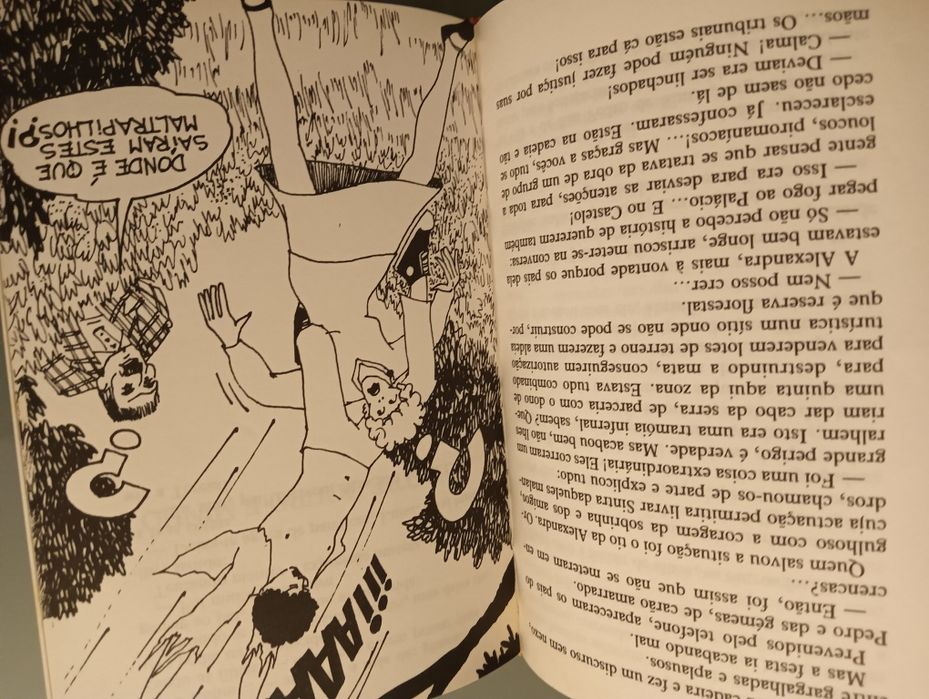 cadeira e fez um discurso sem nexo,
entre gargalhadas e aplausos.
Mas a festa ia acabando mal.
Prevenidos pelo telefone, apareceram os pais do
Pedro e das gémeas, de carão amarrado.
— Então, foi assim que não se meteram em en-
crencas?...
Quem salvou a situação foi o tio da Alexandra. Or-
gulhoso com a coragem da sobrinha e dos amigos,
cuja actuação permitira livrar Sintra daqueles malan-
dros, chamou-os de parte e explicou tudo:
— Foi uma coisa extraordinária! Eles correram um
grande perigo, é verdade. Mas acabou bem, não lhes
ralhem. Isto era uma tramóia infernal, sabem? Que-
riam dar cabo da serra, de parceria com o dono de
uma quinta aqui da zona. Estava tudo combinado
para, destruindo a mata, conseguirem autorização
para venderem lotes de terreno e fazerem uma aldeia
turística num sítio onde não se pode construir, por-
que é reserva florestal.
— Nem posso crer...
A Alexandra, mais à vontade porque os pais dela
estavam bem longe, arriscou meter-se na conversa:
— Só não percebo a história de quererem também
pegar fogo ao Palácio... E no Castelo!
— Isso era para desviar as atenções, para toda a
gente pensar que se tratava da obra de um grupo de
loucos, piromaníacos!... Mas graças a vocês, tudo se
esclareceu. Já confessaram. Estão na cadeia e tão
cedo não saem de lá.
— Deviam era ser linchados!
— Calma! Ninguém pode fazer justiça por suas
mãos... Os tribunais estão cá para isso!
AAA!!!
?
?
DONDE É QUE
SAÍRAM ESTES
MALTRAPILHOS?!